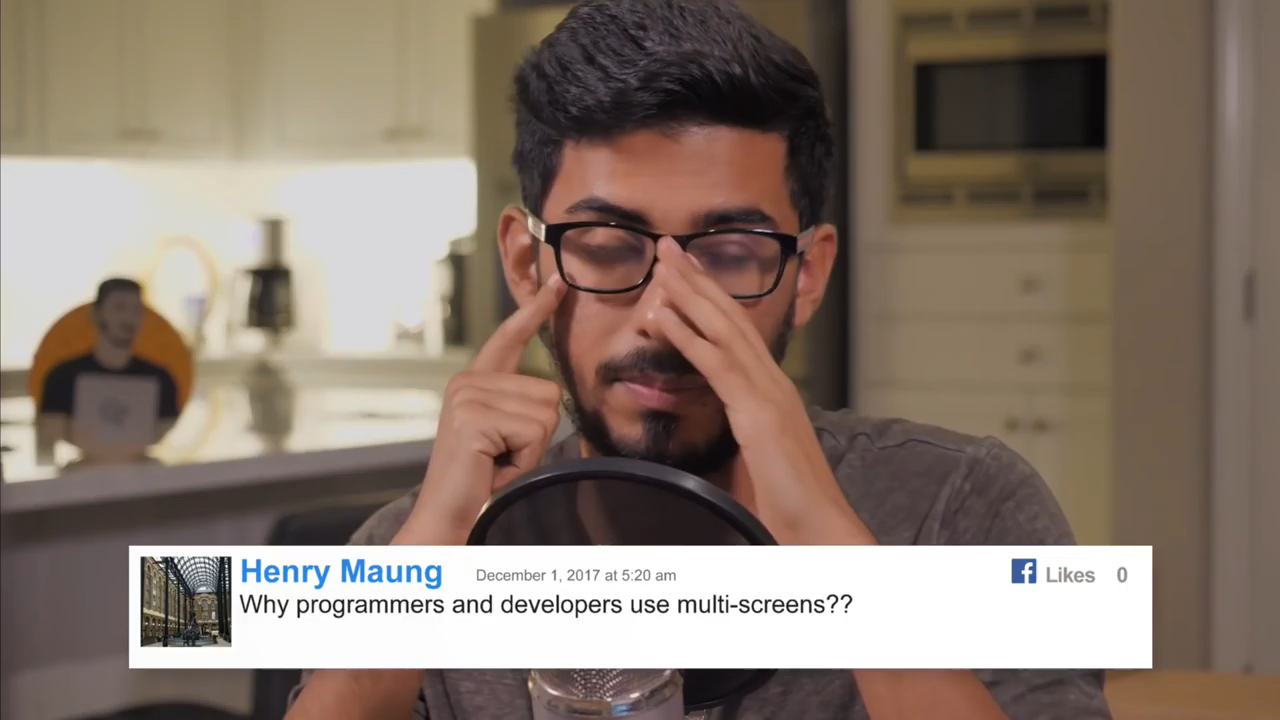 Henry Maung December 1, 2017 at 5:20 am Likes 0
Why programmers and developers use multi-screens??